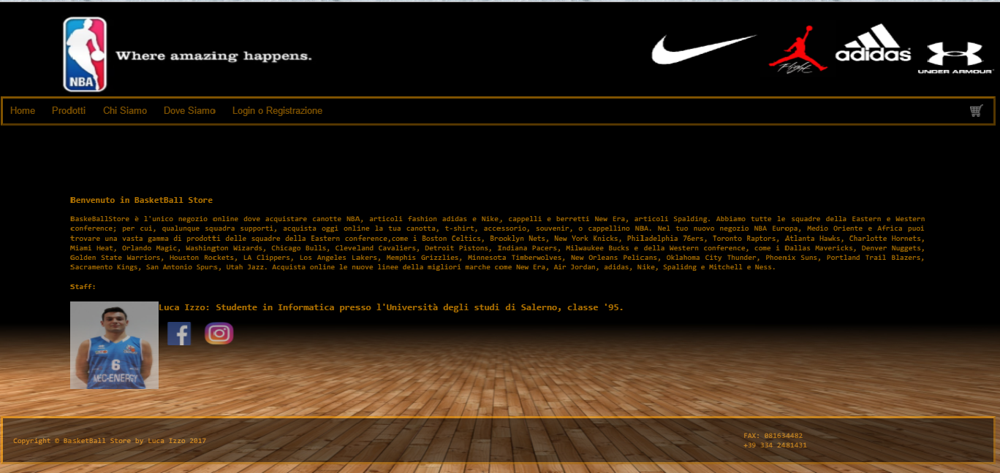 NBA
Where amazing happens.
Flight
adidas
UNDER ARMOUR
Home Prodotti Chi Siamo Dove Siamo Login o Registrazione
Benvenuto in BasketBall Store
BaskeBallStore è l'unico negozio online dove acquistare canotte NBA, articoli fashion adidas e Nike, cappelli e berretti New Era, articoli Spalding. Abbiamo tutte le squadre della Eastern e Western
conference; per cui, qualunque squadra supporti, acquista oggi online la tua canotta, t-shirt, accessorio, souvenir, o cappellino NBA. Nel tuo nuovo negozio NBA Europa, Medio Oriente e Africa puoi
trovare una vasta gamma di prodotti delle squadre della Eastern conference,come i Boston Celtics, Brooklyn Nets, New York Knicks, Philadelphia 76ers, Toronto Raptors, Atlanta Hawks, Charlotte Hornets,
Miami Heat, Orlando Magic, Washington Wizards, Chicago Bulls, Cleveland Cavaliers, Detroit Pistons, Indiana Pacers, Milwaukee Bucks e della Western conference, come i Dallas Mavericks, Denver Nuggets,
Golden State Warriors, Houston Rockets, LA Clippers, Los Angeles Lakers, Memphis Grizzlies, Minnesota Timberwolves, New Orleans Pelicans, Oklahoma City Thunder, Phoenix Suns, Portland Trail Blazers,
Sacramento Kings, San Antonio Spurs, Utah Jazz. Acquista online le nuove linee della migliori marche come New Era, Air Jordan, adidas, Nike, Spalidng e Mitchell e Ness.
Staff:
Luca Izzo: Studente in Informatica presso l'Università degli studi di Salerno, classe '95.
6
MEC-ENERGY
Copyright © BasketBall Store by Luca Izzo 2017
FAX: 081634482
+39 334 2481431